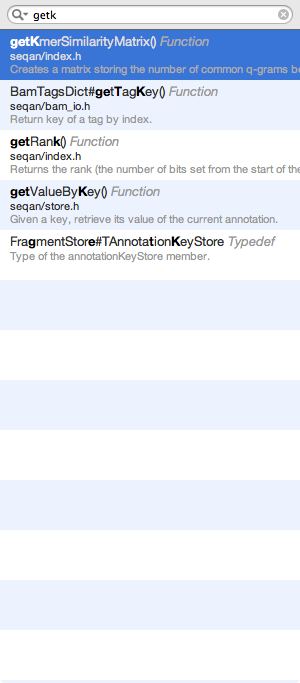 getk
getKmerSimilarityMatrix() Function
seqan/index.h
Creates a matrix storing the number of common q-grams be
BamTagsDict#getTagKey() Function
seqan/bam_io.h
Return key of a tag by index.
getRank() Function
seqan/index.h
Returns the rank (the number of bits set from the start of the
getValueByKey() Function
seqan/store.h
Given a key, retrieve its value of the current annotation.
FragmentStore#TAnnotationKeyStore Typedef
Type of the annotationKeyStore member.